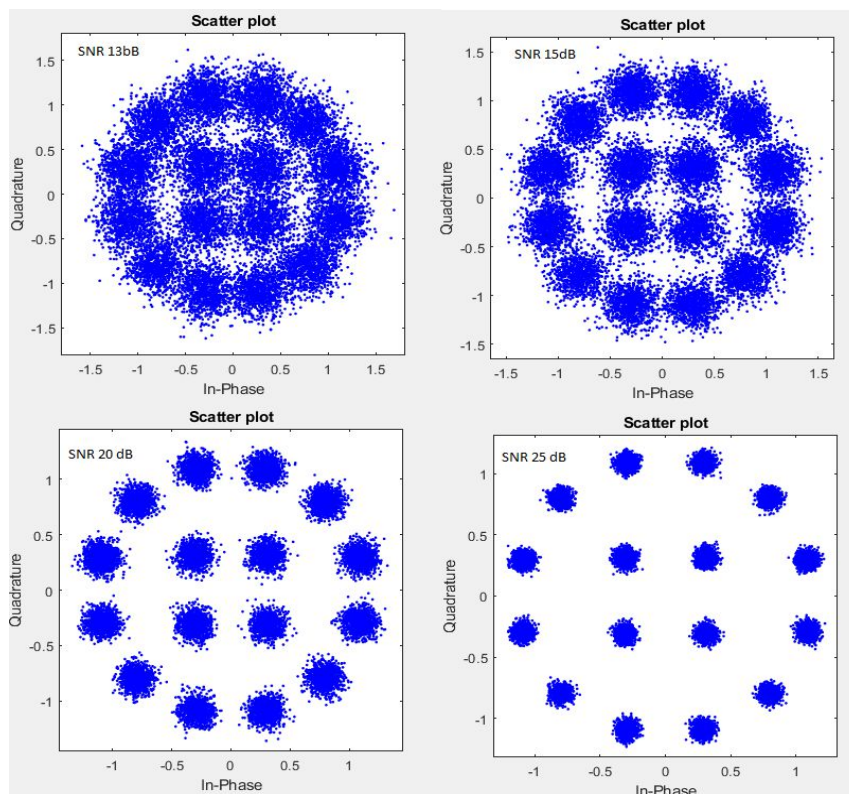 Scatter plot
SNR 13bB
1.5
1
0.5
0
-0.5
-1
-1.5
Quadrature
-1.5 -1 -0.5 0 0.5 1 1.5
In-Phase
Scatter plot
SNR 15dB
1.5
1
0.5
0
-0.5
-1
-1.5
Quadrature
-1.5 -1 -0.5 0 0.5 1 1.5
In-Phase
Scatter plot
SNR 20 dB
1
0.5
0
-0.5
-1
Quadrature
-1 -0.5 0 0.5 1
In-Phase
Scatter plot
SNR 25 dB
1
0.5
0
-0.5
-1
Quadrature
-1 -0.5 0 0.5 1
In-Phase